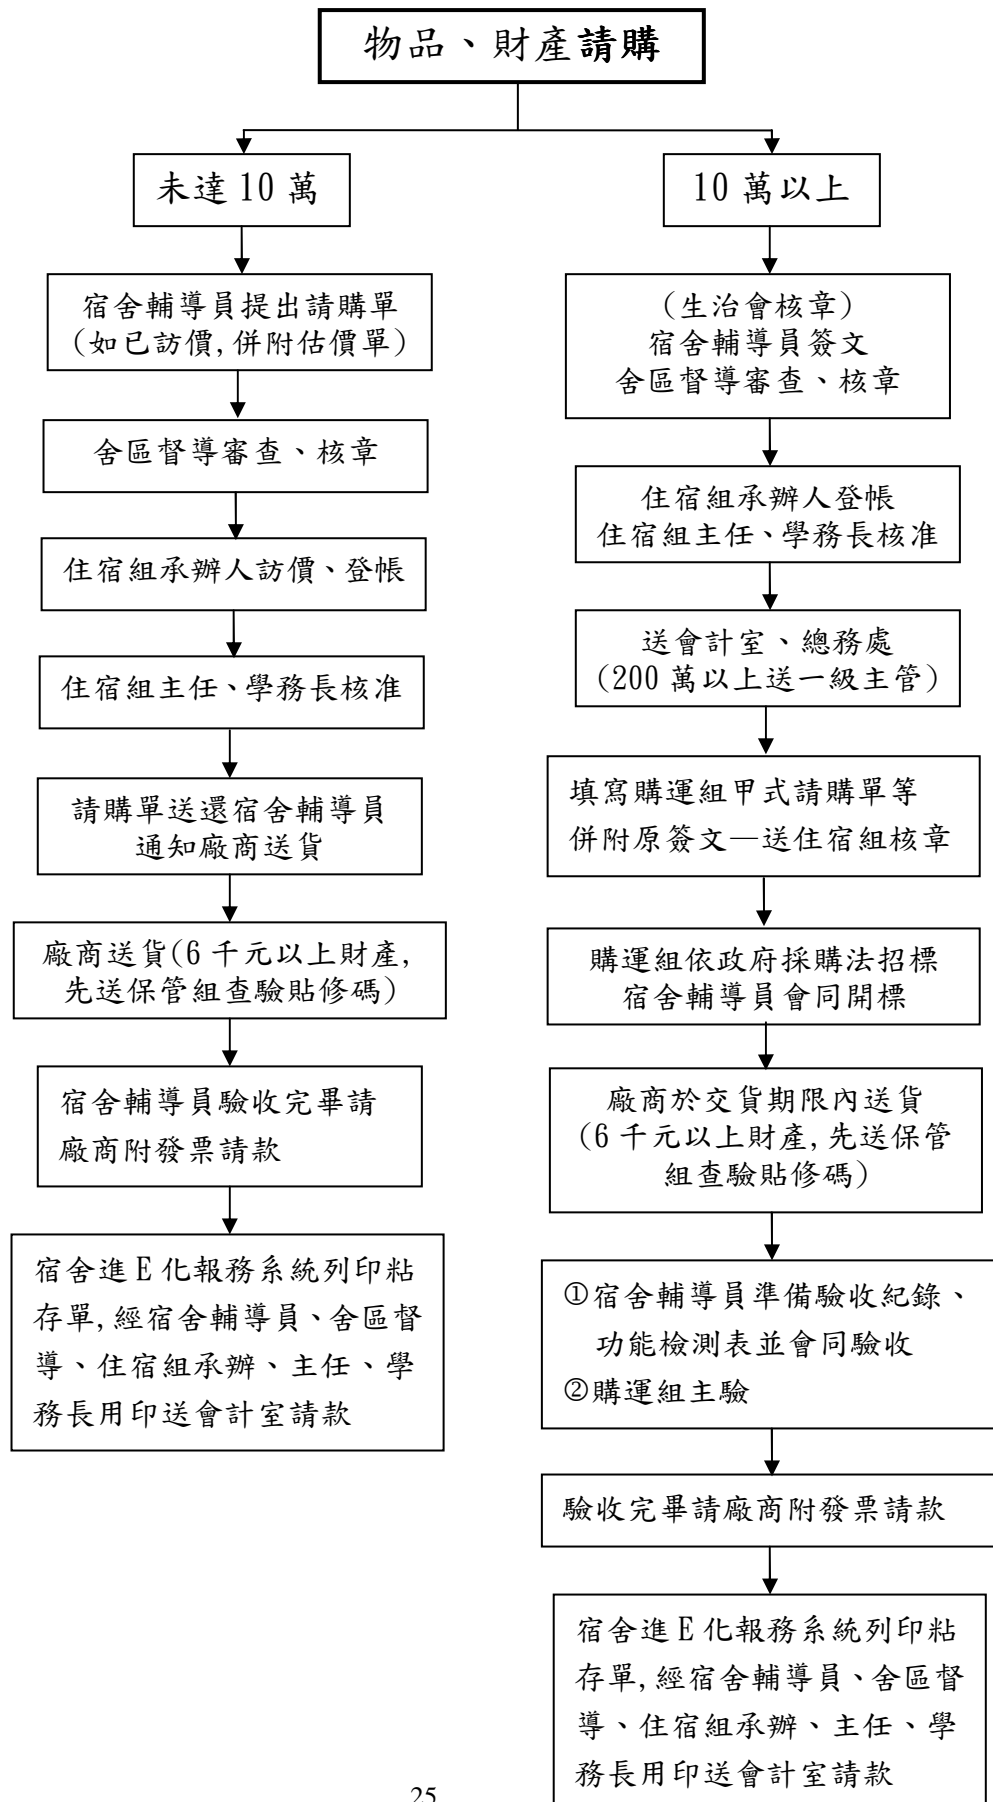 物品、財產請購
未達 10 萬
宿舍輔導員提出請購單
(如已訪價,併附估價單)
舍區督導審查、核章
住宿組承辦人訪價、登帳
住宿組主任、學務長核准
請購單送還宿舍輔導員
通知廠商送貨
廠商送貨(6 千元以上財產,
先送保管組查驗貼修碼)
宿舍輔導員驗收完畢請
廠商附發票請款
宿舍進 E 化報務系統列印粘
存單,經宿舍輔導員、舍區督
導、住宿組承辦、主任、學
務長用印送會計室請款
10 萬以上
(生治會核章)
宿舍輔導員簽文
舍區督導審查、核章
住宿組承辦人登帳
住宿組主任、學務長核准
送會計室、總務處
(200 萬以上送一級主管)
填寫購運組甲式請購單等
併附原簽文—送住宿組核章
購運組依政府採購法招標
宿舍輔導員會同開標
廠商於交貨期限內送貨
(6 千元以上財產,先送保管
組查驗貼修碼)
①宿舍輔導員準備驗收紀錄、
功能檢測表並會同驗收
②購運組主驗
驗收完畢請廠商附發票請款
宿舍進 E 化報務系統列印粘
存單,經宿舍輔導員、舍區督
導、住宿組承辦、主任、學
務長用印送會計室請款
25